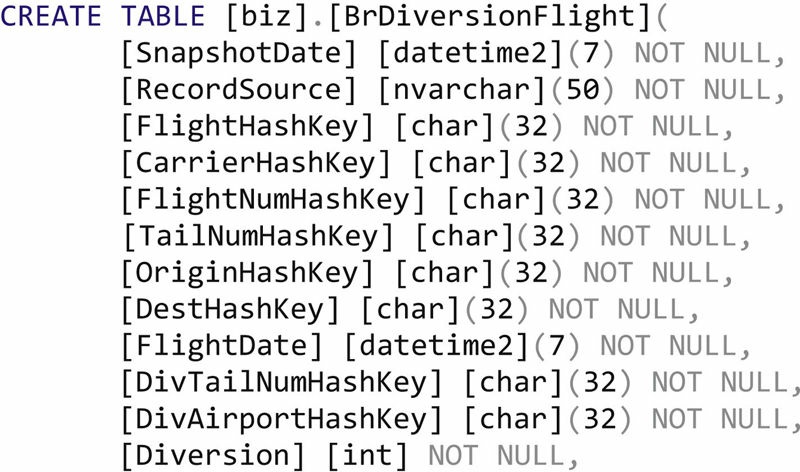 CREATE TABLE [biz].[BrDiversionFlight](
[SnapshotDate] [datetime2](7) NOT NULL,
[RecordSource] [nvarchar](50) NOT NULL,
[FlightHashKey] [char](32) NOT NULL,
[CarrierHashKey] [char](32) NOT NULL,
[FlightNumHashKey] [char](32) NOT NULL,
[TailNumHashKey] [char](32) NOT NULL,
[OriginHashKey] [char](32) NOT NULL,
[DestHashKey] [char](32) NOT NULL,
[FlightDate] [datetime2](7) NOT NULL,
[DivTailNumHashKey] [char](32) NOT NULL,
[DivAirportHashKey] [char](32) NOT NULL,
[Diversion] [int] NOT NULL,